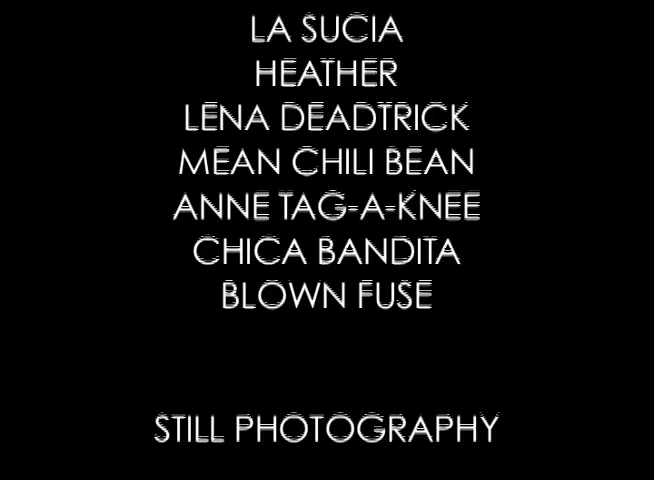 LA SUCIA
HEATHER
LENA DEADTRICK
MEAN CHILI BEAN
ANNE TAG-A-KNEE
CHICA BANDITA
BLOWN FUSE
STILL PHOTOGRAPHY